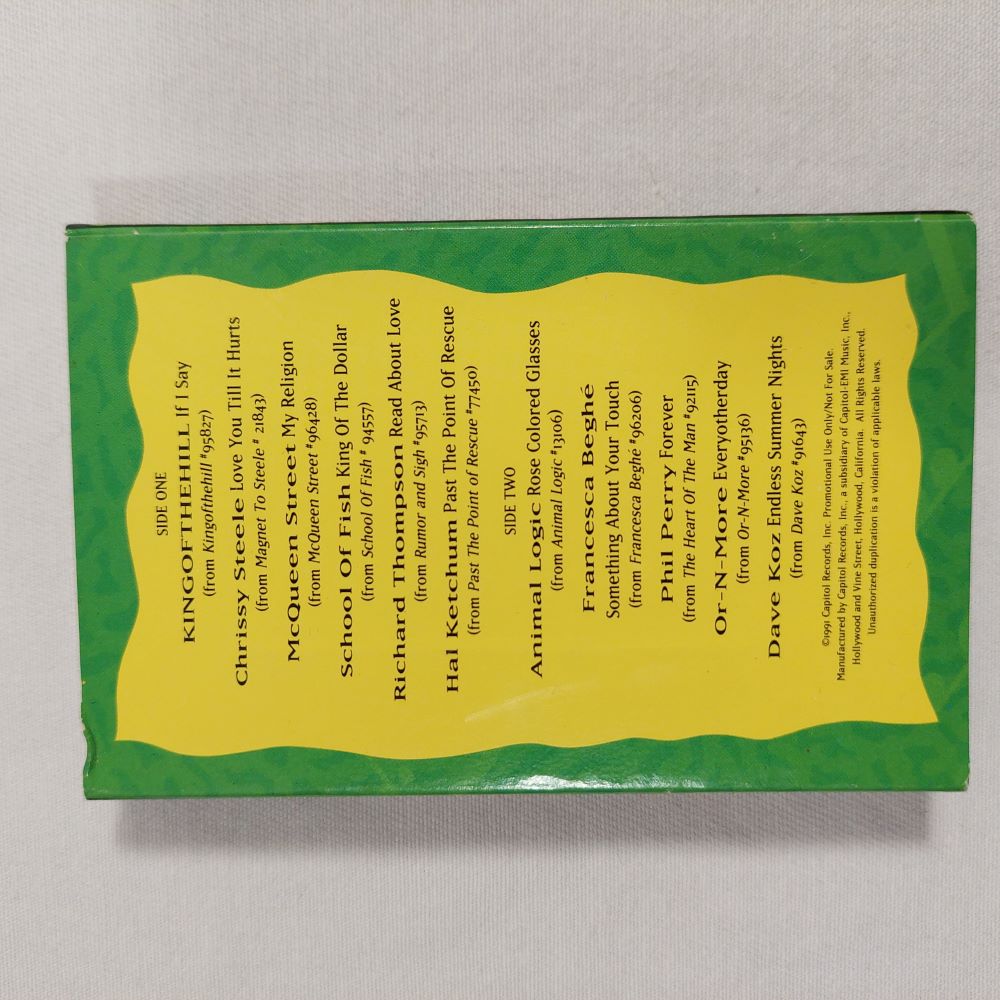 SIDE ONE
KINGOFTHEHILL If I Say
(from Kingofthehill #95827)
Chrissy Steele Love You Till It Hurts
(from Magnet To Steele # 21843)
McQueen Street My Religion
(from McQueen Street #96428)
School Of Fish King Of The Dollar
(from School Of Fish # 94557)
Richard Thompson Read About Love
(from Rumor and Sigh #95713)
Hal Ketchum Past The Point Of Rescue
(from Past The Point of Rescue #77450)
SIDE TWO
Animal Logic Rose Colored Glasses
(from Animal Logic #13106)
Francesca Beghé
Something About Your Touch
(from Francesca Beghé #96206)
Phil Perry Forever
(from The Heart Of The Man #92115)
Or-N-More Everyotherday
(from Or-N-More #95136)
Dave Koz Endless Summer Nights
(from Dave Koz #91643)
©1991 Capitol Records, Inc. Promotional Use Only/Not For Sale.
Manufactured by Capitol Records, Inc., a subsidiary of Capitol-EMI Music, Inc.,
Hollywood and Vine Street, Hollywood, California. All Rights Reserved.
Unauthorized duplication is a violation of applicable laws.